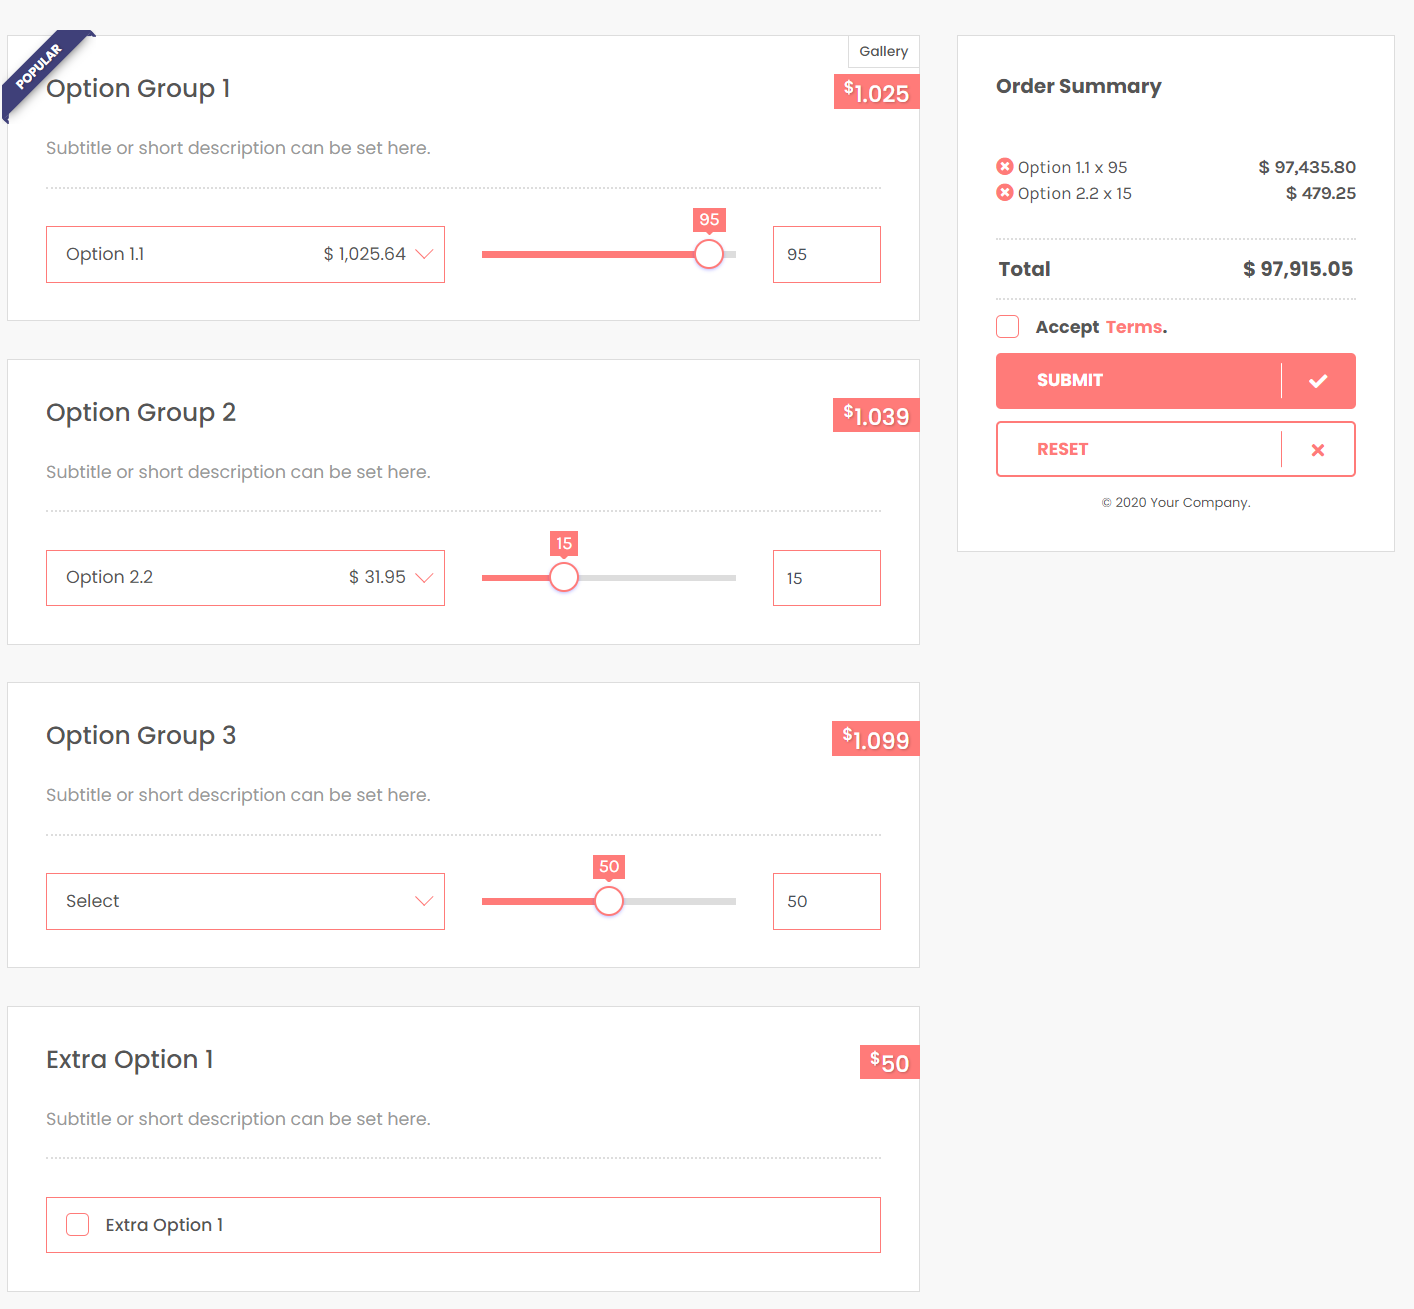 POPULAR
Gallery
Option Group 1
$1.025
Subtitle or short description can be set here.
95
Option 1.1 $ 1,025.64
95
Option Group 2
$1.039
Subtitle or short description can be set here.
15
Option 2.2 $ 31.95
15
Option Group 3
$1.099
Subtitle or short description can be set here.
50
Select
50
Extra Option 1
$50
Subtitle or short description can be set here.
Extra Option 1
Order Summary
Option 1.1 x 95 $ 97,435.80
Option 2.2 x 15 $ 479.25
Total $ 97,915.05
Accept Terms.
SUBMIT
RESET
© 2020 Your Company.